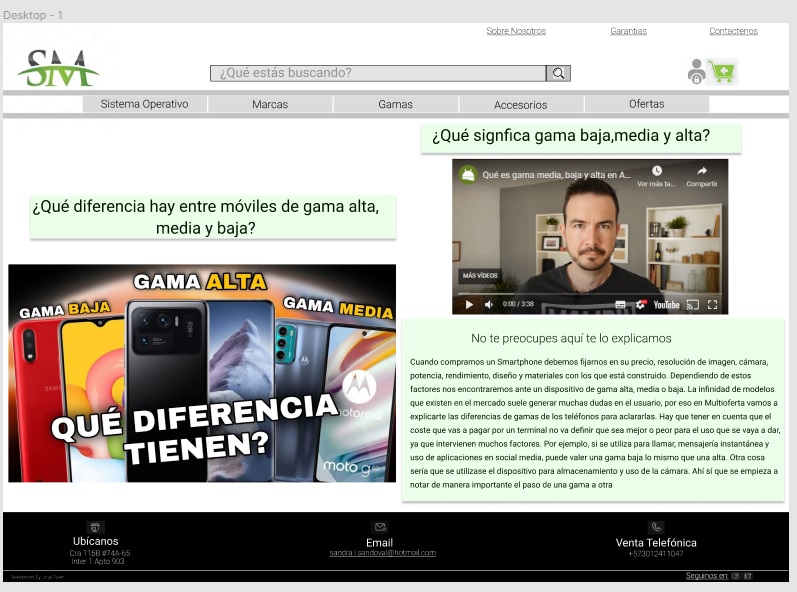 Desktop - 1
Sobre Nosotros
Garantias
Contactenos
SM
¿Qué estás buscando?
Sistema Operativo
Marcas
Gamas
Accesorios
Ofertas
¿Qué signfica gama baja,media y alta?
Qué es gama media, baja y alta en A...
Ver más ta...
Compartir
MÁS VÍDEOS
0:00 / 3:38
YouTube
¿Qué diferencia hay entre móviles de gama alta,
media y baja?
GAMA ALTA
GAMA BAJA
GAMA MEDIA
motorola
QUÉ DIFERENCIA
TIENEN?
moto g
No te preocupes aquí te lo explicamos
Cuando compramos un Smartphone debemos fijarnos en su precio, resolución de imagen, cámara,
potencia, rendimiento, diseño y materiales con los que está construido. Dependiendo de estos
factores nos encontraremos ante un dispositivo de gama alta, media o baja. La infinidad de modelos
que existen en el mercado suele generar muchas dudas en el usuario, por eso en Multioferta vamos a
explicarte las diferencias de gamas de los teléfonos para aclararlas. Hay que tener en cuenta que el
coste que vas a pagar por un terminal no va definir que sea mejor o peor para el uso que se vaya a dar,
ya que intervienen muchos factores. Por ejemplo, si se utiliza para llamar, mensajería instantánea y
uso de aplicaciones en social media, puede valer una gama baja lo mismo que una alta. Otra cosa
sería que se utilizase el dispositivo para almacenamiento y uso de la cámara. Ahí sí que se empieza a
notar de manera importante el paso de una gama a otra
Ubícanos
Cra 116B #74A-65
Inter 1 Apto 903
Email
sandra.l.sandoval@hotmail.com
Venta Telefónica
+573012411047
Seguinos en: